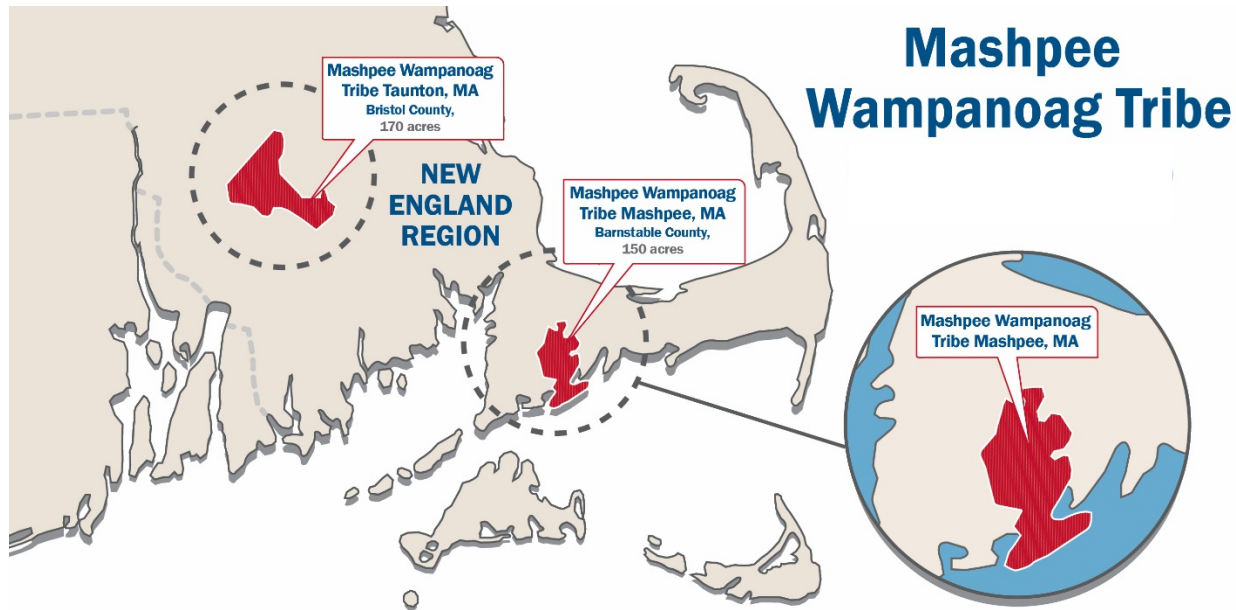 Mashpee
Wampanoag Tribe
Mashpee Wampanoag
Tribe Taunton, MA
Bristol County,
170 acres
NEW
ENGLAND
REGION
Mashpee Wampanoag
Tribe Mashpee, MA
Barnstable County,
150 acres
Mashpee Wampanoag
Tribe Mashpee, MA